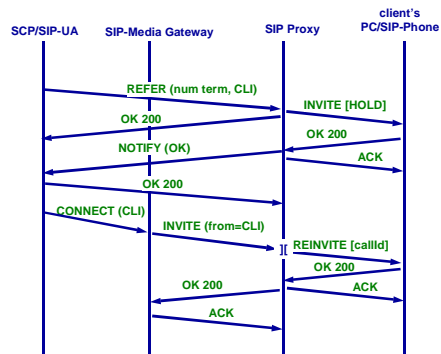 client's
SCP/SIP-UA SIP-Media Gateway SIP Proxy PC/SIP-Phone
REFER (num term, CLI)
INVITE [HOLD]
OK 200
OK 200
NOTIFY (OK)
ACK
OK 200
CONNECT (CLI)
INVITE (from=CLI)
][ REINVITE [callId]
OK 200
OK 200
ACK
ACK